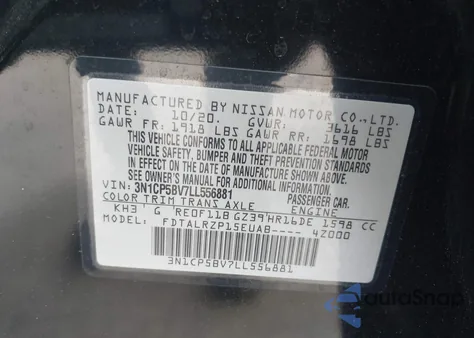 MANUFACTURED BY NISSAN MOTOR CO.,LTD.
DATE: 10/20. GVWR: 3616 LBS
GAWR FR: 1918 LBS GAWR RR: 1698 LBS
THIS VEHICLE CONFORMS TO ALL APPLICABLE FEDERAL MOTOR
VEHICLE SAFETY, BUMPER AND THEFT PREVENTION STANDARDS
IN EFFECT ON THE DATE OF MANUFACTURE SHOWN ABOVE.
SEE OWNER'S MANUAL FOR ADDITIONAL INFORMATION
VIN: 3N1CP5BV7LL556881 PASSENGER CAR
COLOR TRIM TRANS AXLE ENGINE
KH3 G RE0F11B GZ39 HR16DE 1598 CC
MODEL: FDTALRZP15EUAB---- 4Z000
3N1CP5BV7LL556881
AutoSnap